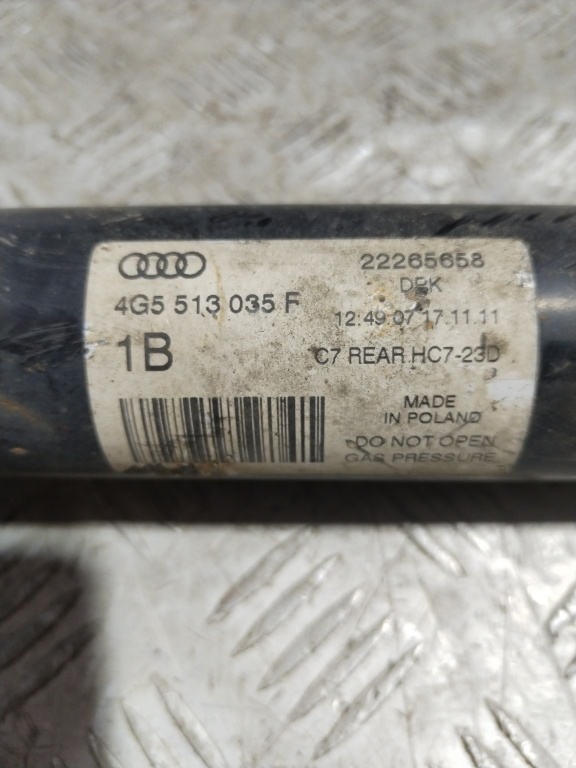 22265658
4G5 513 035 F
12:49 07 17.11.11
1B
C7 REAR HC7-23D
MADE
IN POLAND
DO NOT OPEN
GAS PRESSURE